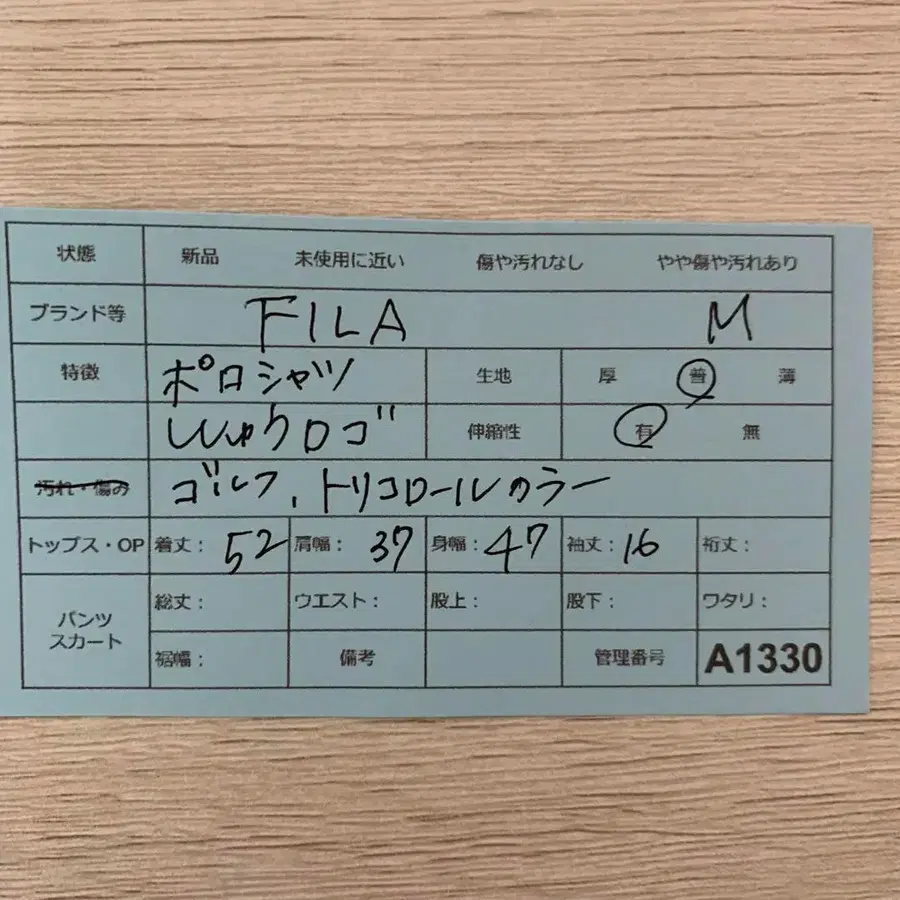 状態 新品 未使用に近い 傷や汚れなし やや傷や汚れあり
ブランド等 FILA M
特徴 ポロシャツ 生地 厚 普 薄
ししゅうロゴ 伸縮性 有 無
汚れ・傷み ゴルフ、トリコロールカラー
トップス・OP 着丈: 52 肩幅: 37 身幅: 47 袖丈: 16 裄丈:
パンツ スカート 総丈: ウエスト: 股上: 股下: ワタリ:
裾幅: 備考 管理番号 A1330